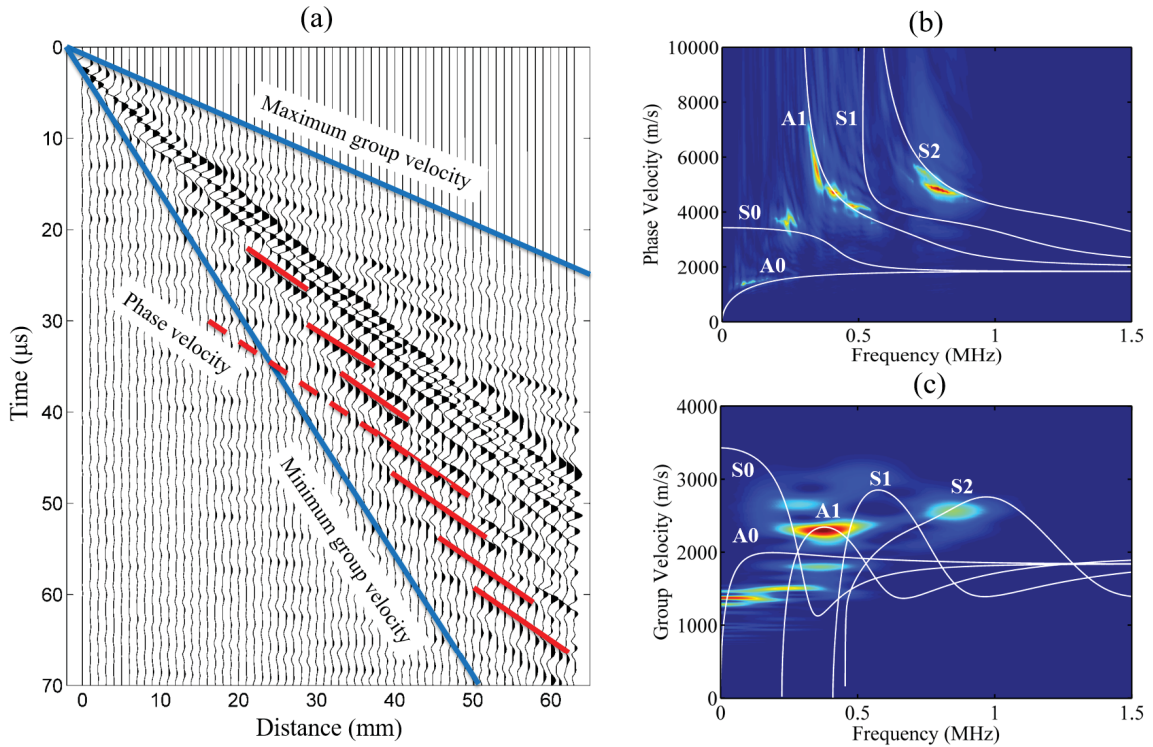 (a)
0
10
20
30
40
50
60
70
Time (µs)
0 10 20 30 40 50 60
Distance (mm)
Maximum group velocity
Phase velocity
Minimum group velocity
(b)
10000
8000
6000
4000
2000
0
Phase Velocity (m/s)
A1
S1
S2
S0
A0
0 0.5 1 1.5
Frequency (MHz)
(c)
4000
3000
2000
1000
0
Group Velocity (m/s)
S0
S1
S2
A1
A0
0 0.5 1 1.5
Frequency (MHz)